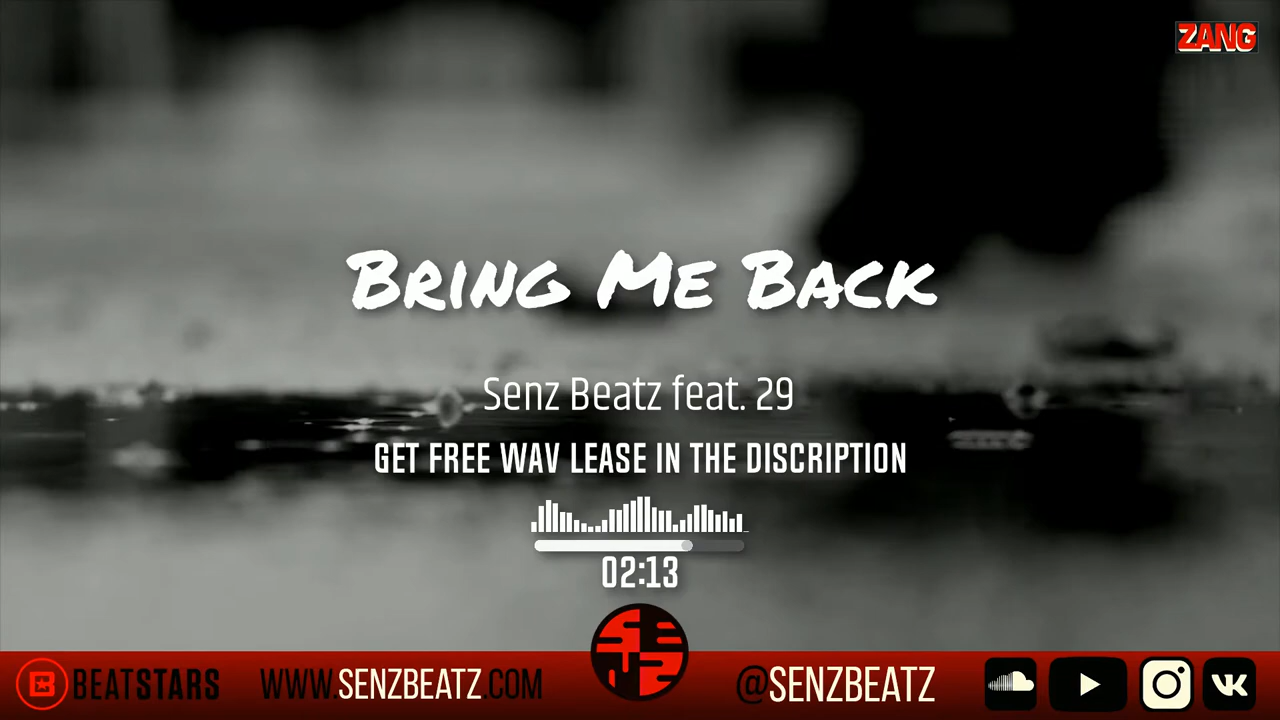 ZANG
Bring Me Back
Senz Beatz feat. 29
GET FREE WAV LEASE IN THE DISCRIPTION
02:13
SENZ
BEATSTARS
WWW.SENZBEATZ.COM
@SENZBEATZ